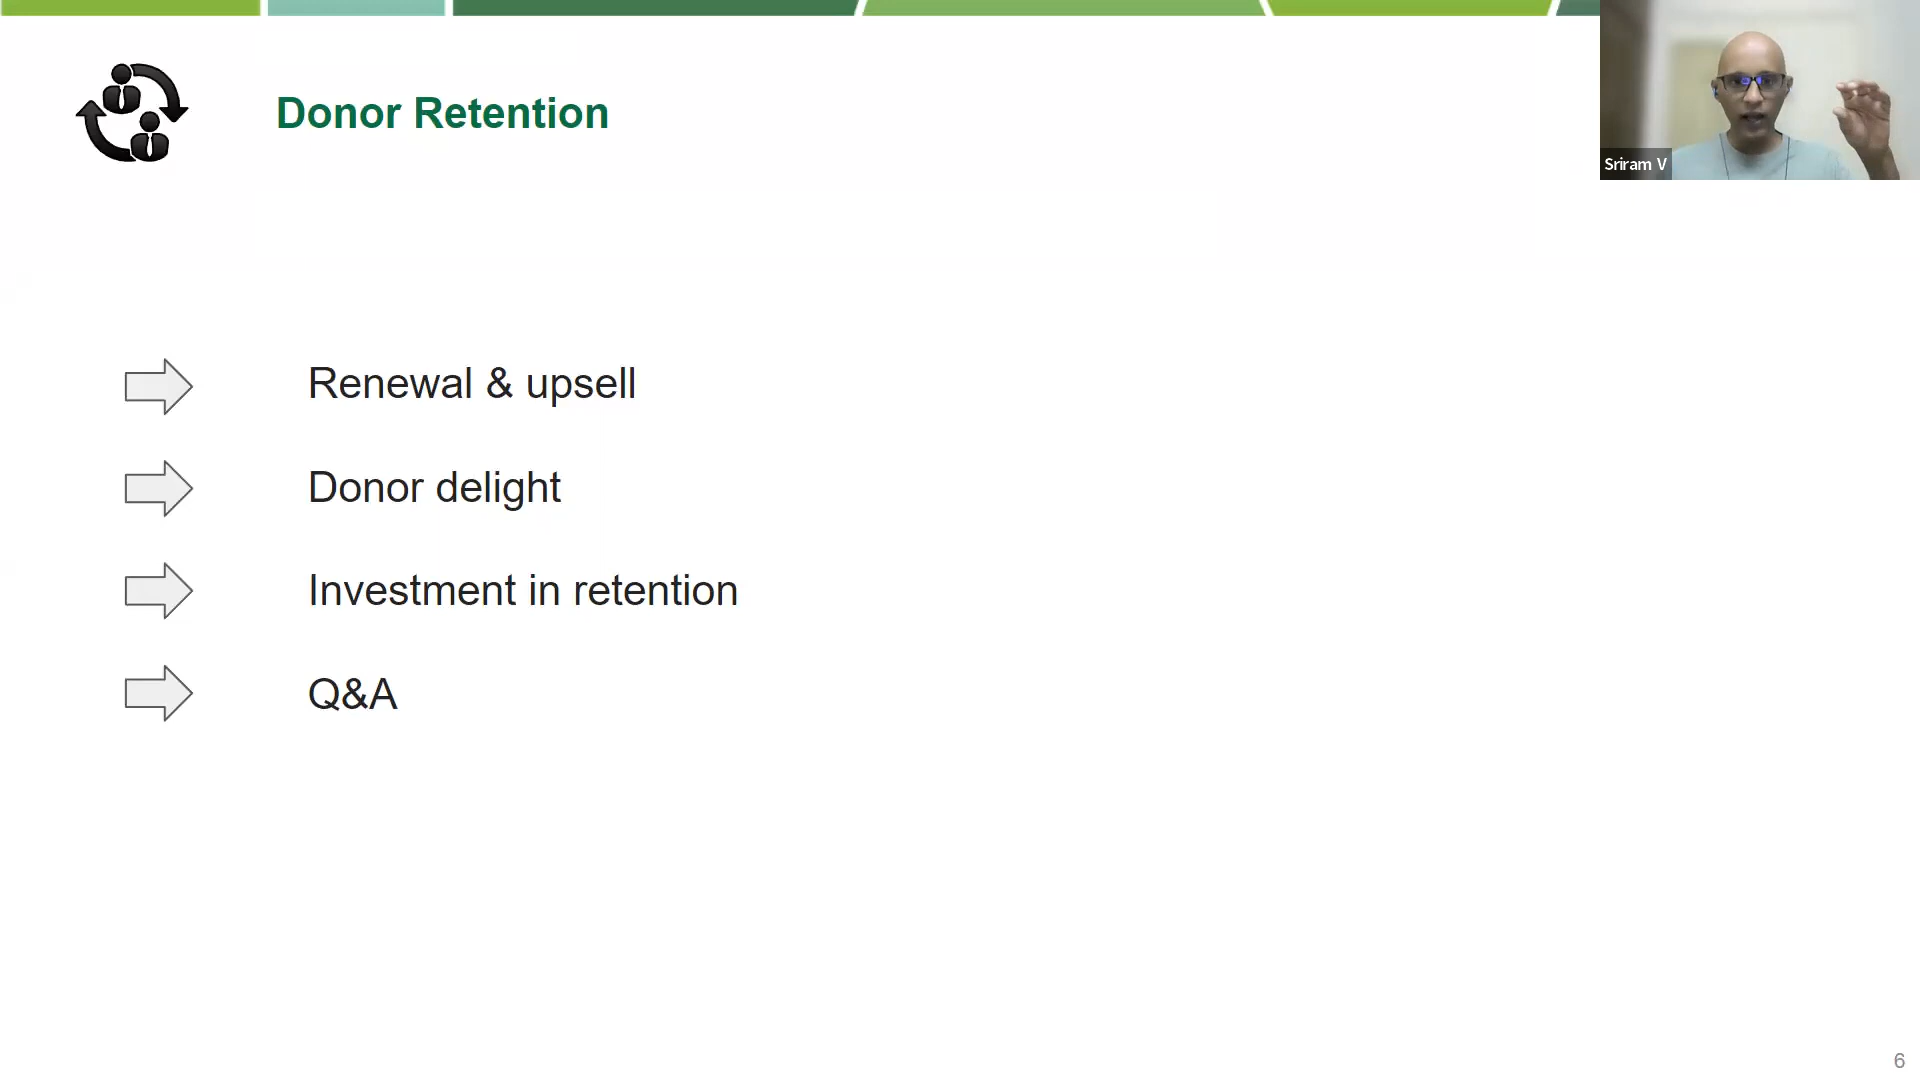 Donor Retention
Sriram V
Renewal & upsell
Donor delight
Investment in retention
Q&A
6